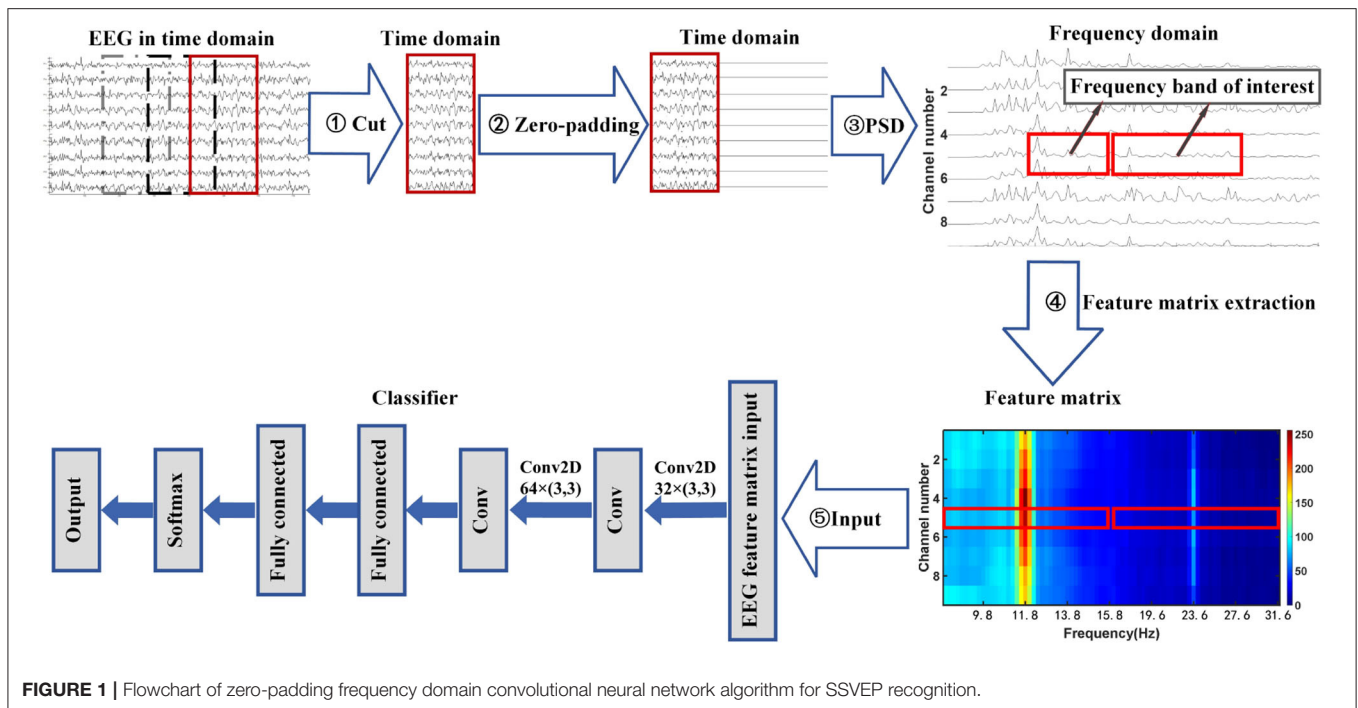 EEG in time domain
Time domain
Time domain
Frequency domain
① Cut
② Zero-padding
③PSD
Frequency band of interest
Channel number
2
4
6
8
④ Feature matrix extraction
Feature matrix
250
200
150
100
50
0
Channel number
2
4
6
8
9.8 11.8 13.8 15.8 19.6 23.6 27.6 31.6
Frequency(Hz)
⑤Input
Classifier
EEG feature matrix input
Conv2D
32×(3,3)
Conv
Conv2D
64×(3,3)
Conv
Fully connected
Fully connected
Softmax
Output
FIGURE 1 | Flowchart of zero-padding frequency domain convolutional neural network algorithm for SSVEP recognition.